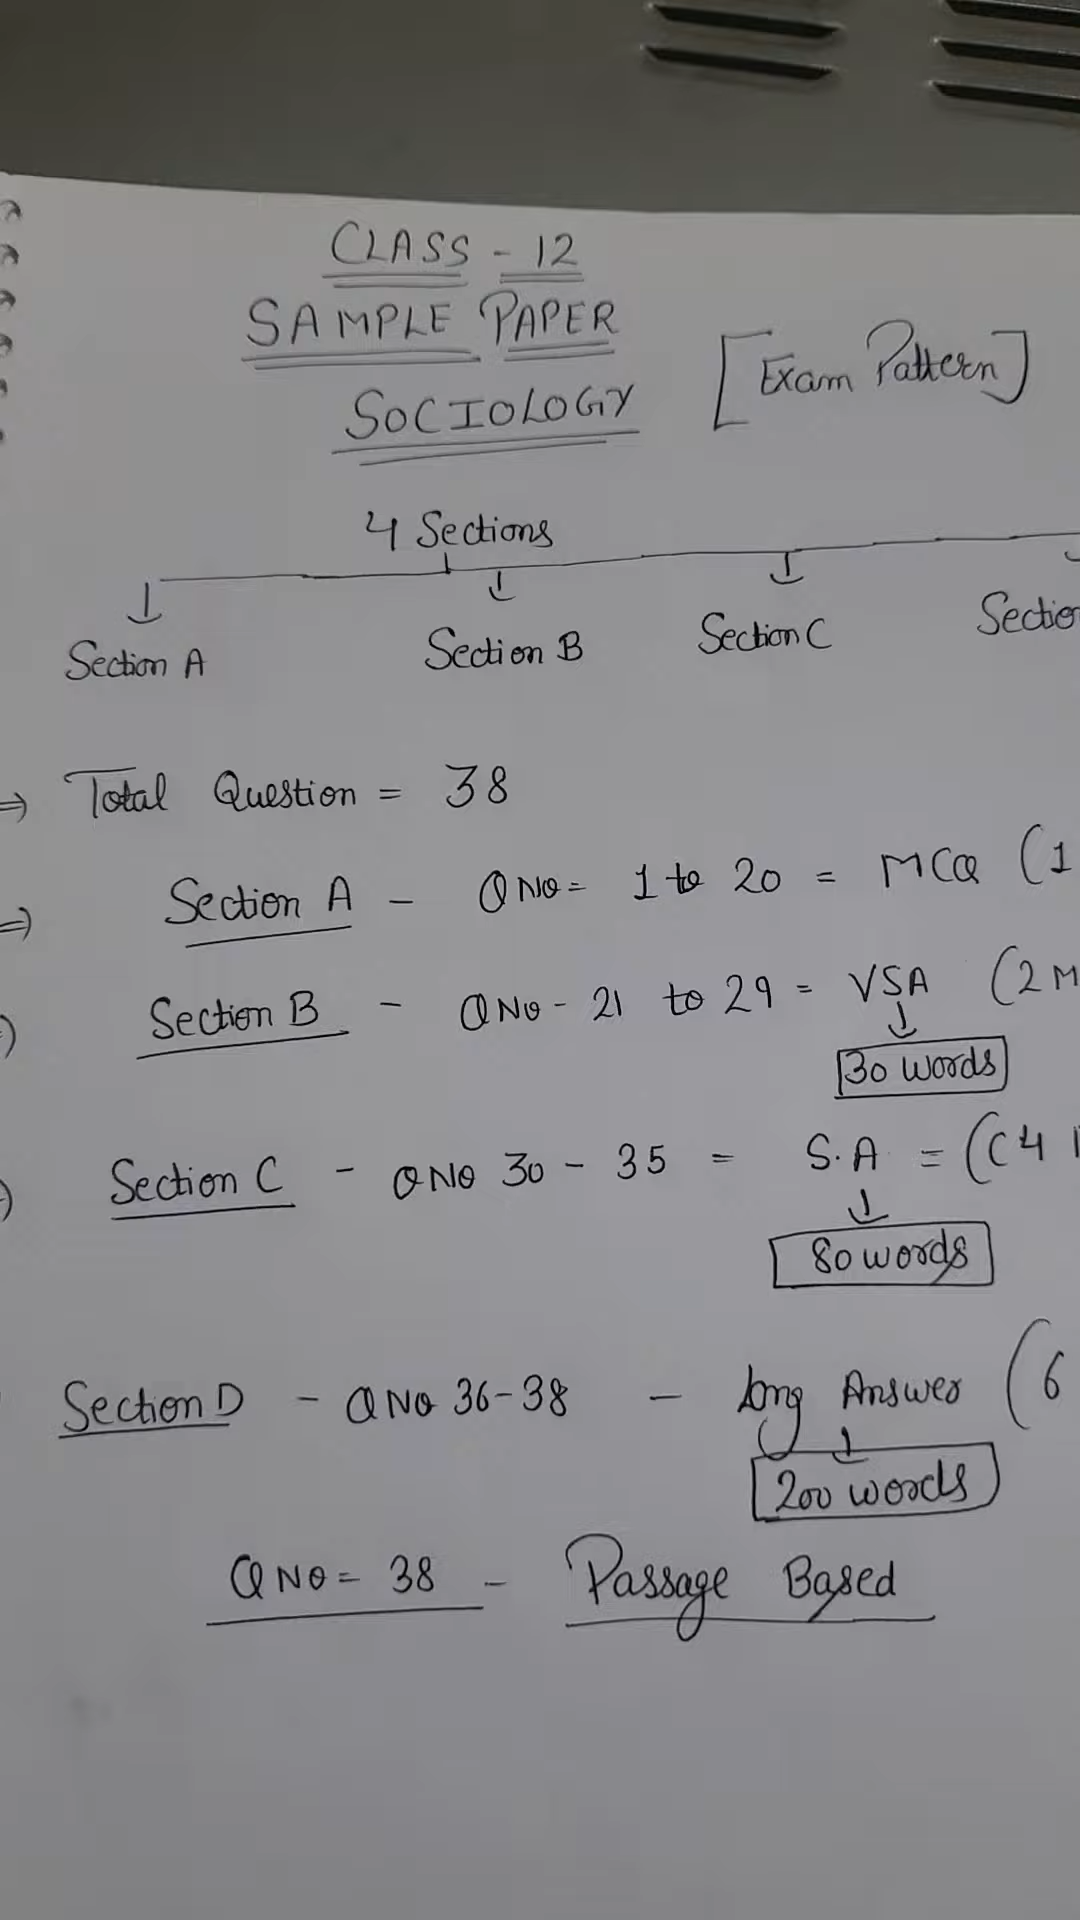 CLASS - 12
SAMPLE PAPER
SOCIOLOGY
[Exam Pattern]
4 Sections
Section A Section B Section C Sectio
⇒ Total Question = 38
⇒ Section A - Q No = 1 to 20 = MCQ (1
Section B - Q No - 21 to 29 = VSA (2 M
30 words
Section C - Q No 30 - 35 = S.A = ((4
80 words
Section D - Q No 36-38 - long Answer (6
200 words
Q No = 38 - Passage Based